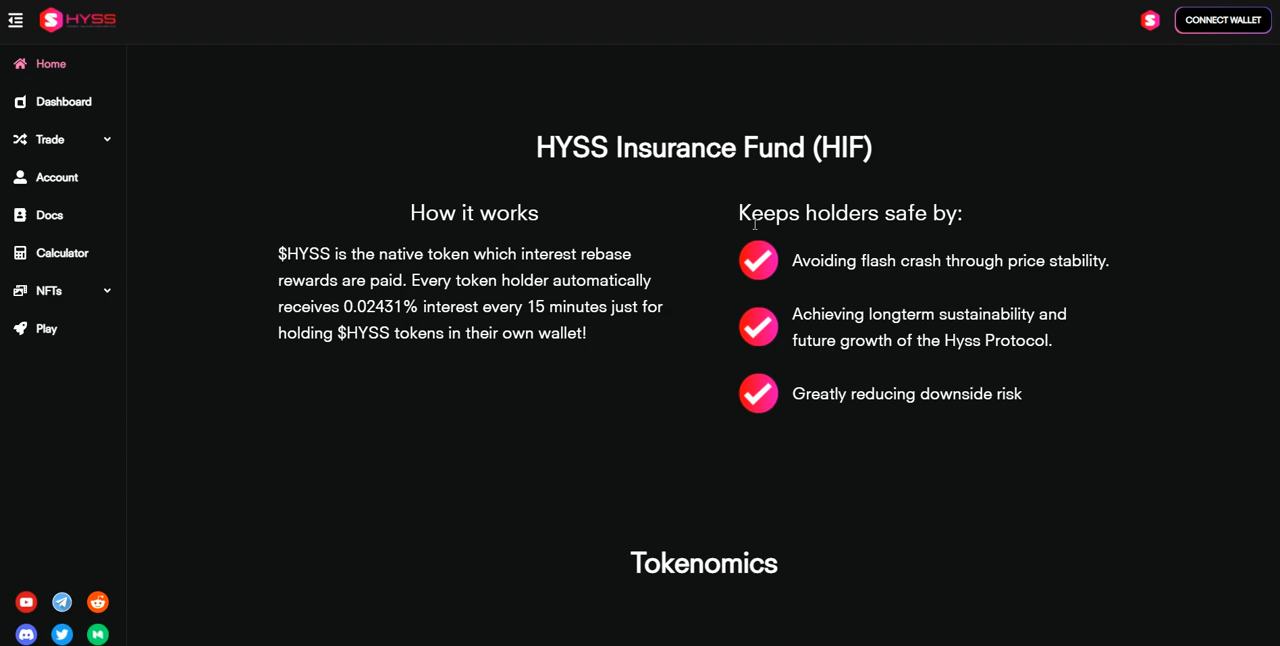 HYSS
CONNECT WALLET
Home
Dashboard
Trade
Account
Docs
Calculator
NFTs
Play
HYSS Insurance Fund (HIF)
How it works
$HYSS is the native token which interest rebase
rewards are paid. Every token holder automatically
receives 0.02431% interest every 15 minutes just for
holding $HYSS tokens in their own wallet!
Keeps holders safe by:
Avoiding flash crash through price stability.
Achieving longterm sustainability and
future growth of the Hyss Protocol.
Greatly reducing downside risk
Tokenomics